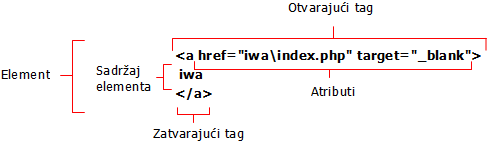 Otvarajući tag
<a href="iwa\index.php" target="_blank">
Element
Sadržaj
elementa
iwa
</a>
Atributi
Zatvarajući tag